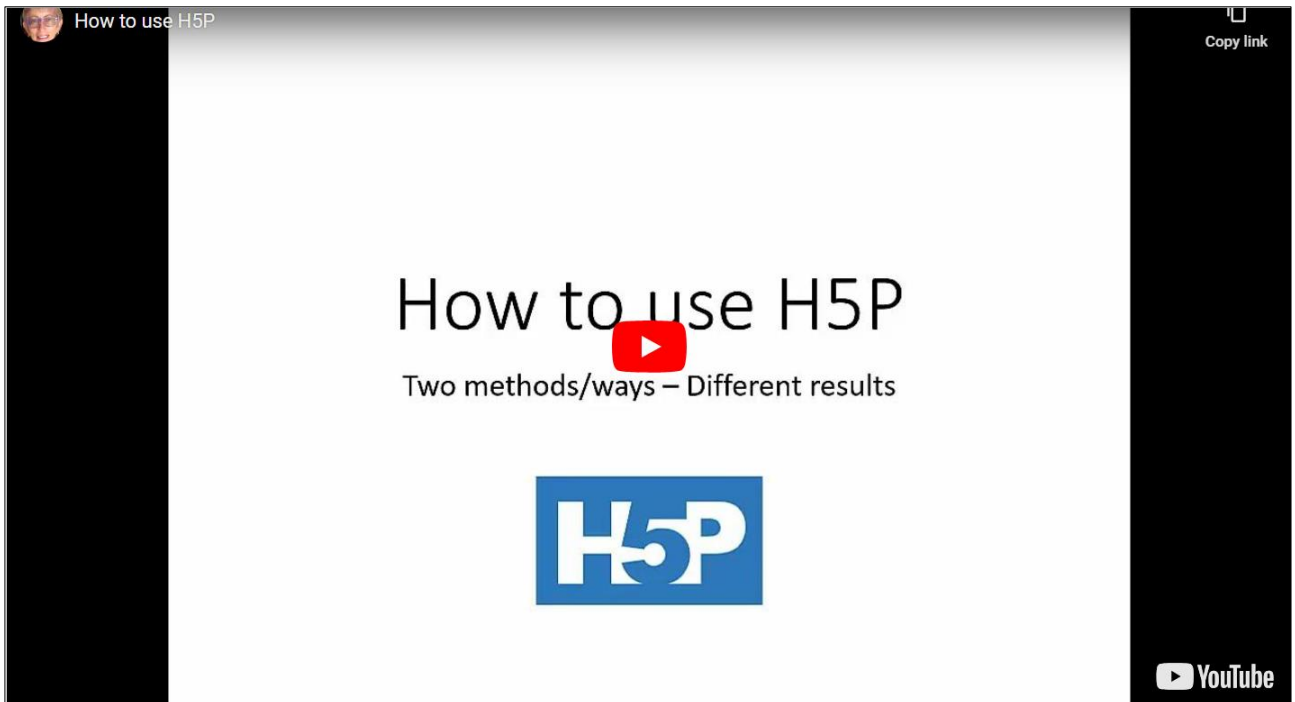 How to use H5P
Copy link
How to use H5P
Two methods/ways – Different results
H5P
YouTube